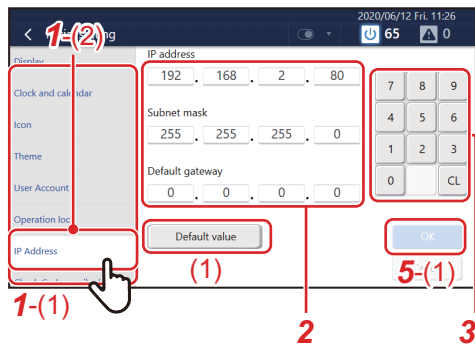 2020/06/12 Fri. 11:26
1-(2)
65
0
Display
Clock and calendar
Icon
Theme
User Account
Operation loc
IP Address
IP address
192 . 168 . 2 . 80
Subnet mask
255 . 255 . 255 . 0
Default gateway
0 . 0 . 0 . 0
Default value
7 8 9
4 5 6
1 2 3
0 CL
OK
(1)
5-(1)
1-(1)
2
3